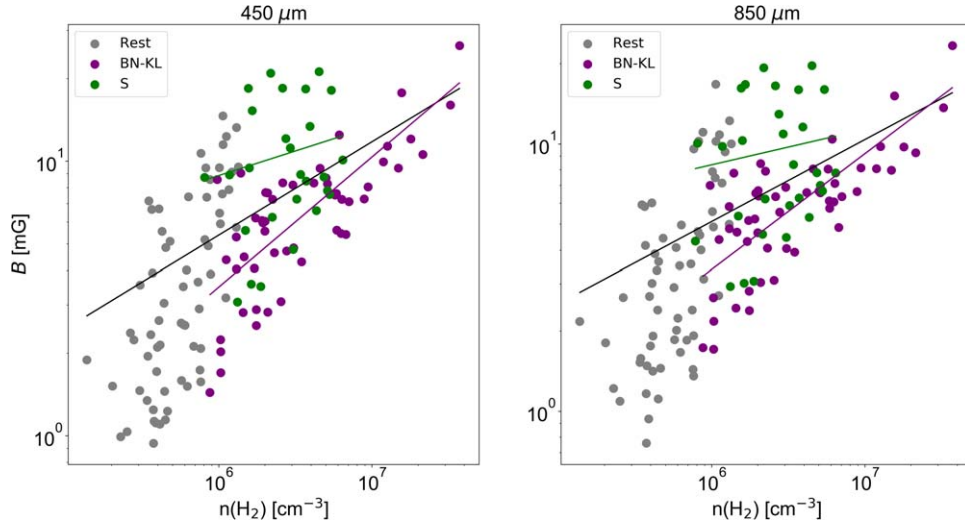 450 μm
850 μm
Rest
BN-KL
S
Rest
BN-KL
S
10¹
10⁰
B [mG]
10¹
10⁰
10⁶
10⁷
10⁶
10⁷
n(H₂) [cm⁻³]
n(H₂) [cm⁻³]